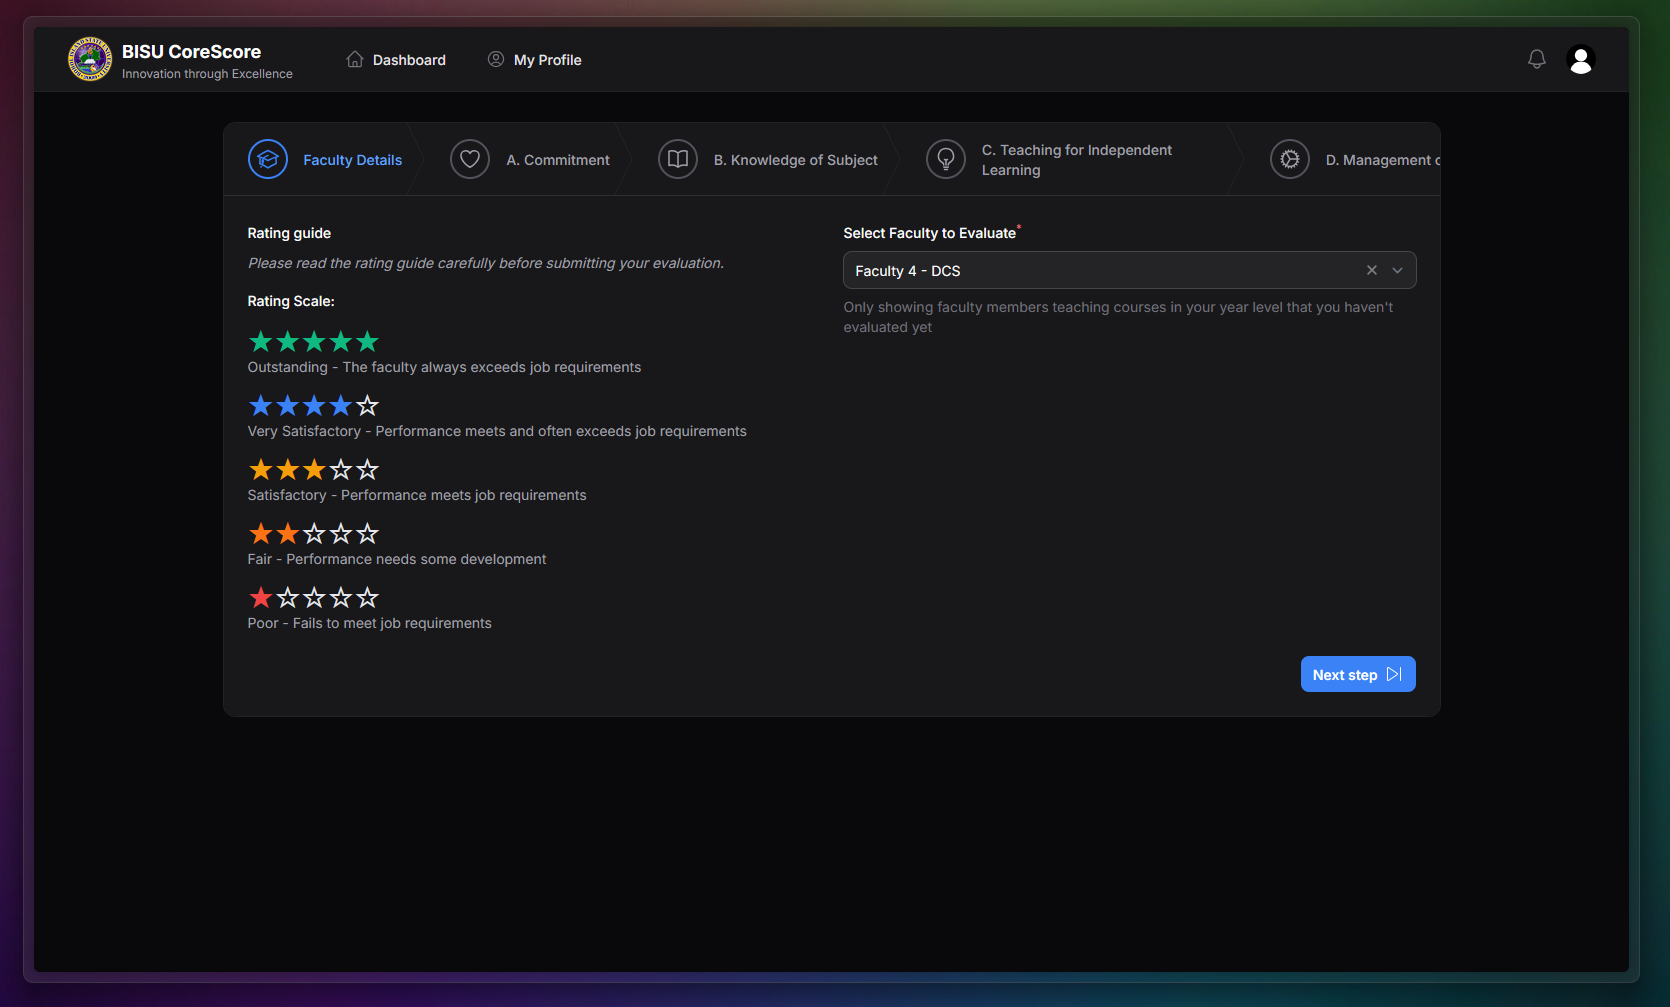 BISU CoreScore
Innovation through Excellence
Dashboard
My Profile
Faculty Details
A. Commitment
B. Knowledge of Subject
C. Teaching for Independent
Learning
D. Management
Rating guide
Please read the rating guide carefully before submitting your evaluation.
Rating Scale:
Outstanding - The faculty always exceeds job requirements
Very Satisfactory - Performance meets and often exceeds job requirements
Satisfactory - Performance meets job requirements
Fair - Performance needs some development
Poor - Fails to meet job requirements
Select Faculty to Evaluate*
Faculty 4 - DCS
Only showing faculty members teaching courses in your year level that you haven't
evaluated yet
Next step